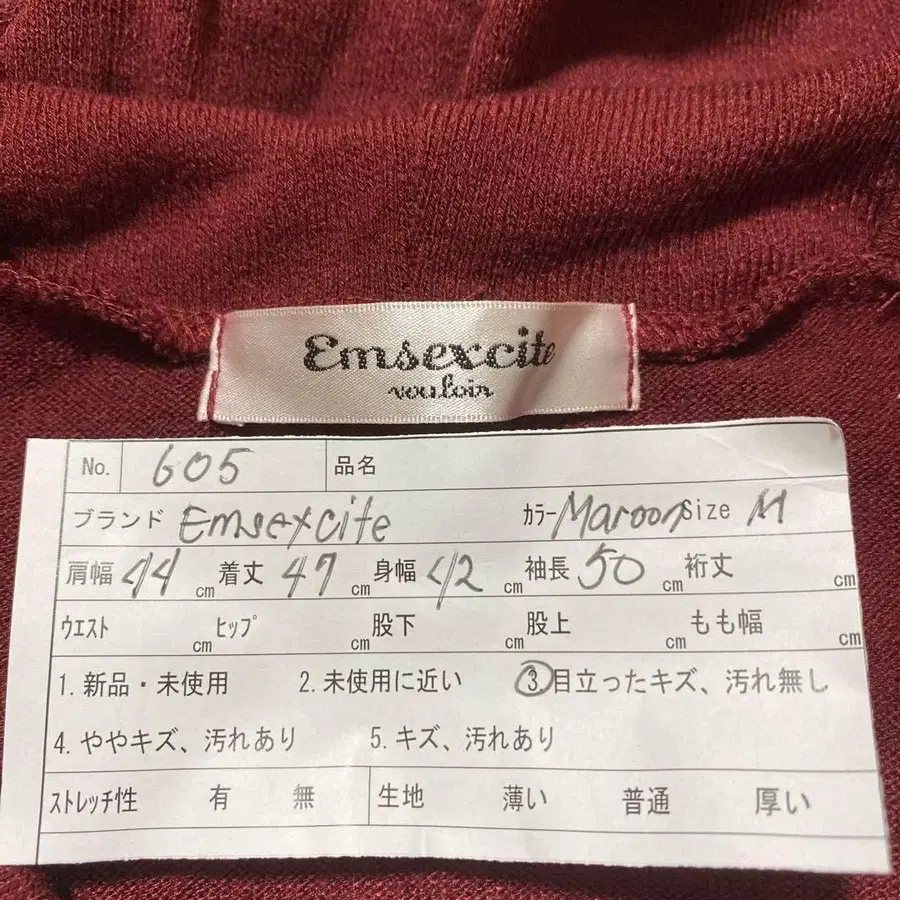 Emsexcite
vouloir
No. 605 品名
ブランド Emsexcite カラー Maroon Size M
肩幅 44 cm 着丈 47 cm 身幅 42 cm 袖長 50 cm 裄丈 cm
ウエスト cm ヒップ cm 股下 cm 股上 cm もも幅 cm
1. 新品・未使用 2. 未使用に近い 3. 目立ったキズ、汚れ無し
4. ややキズ、汚れあり 5. キズ、汚れあり
ストレッチ性 有 無 生地 薄い 普通 厚い